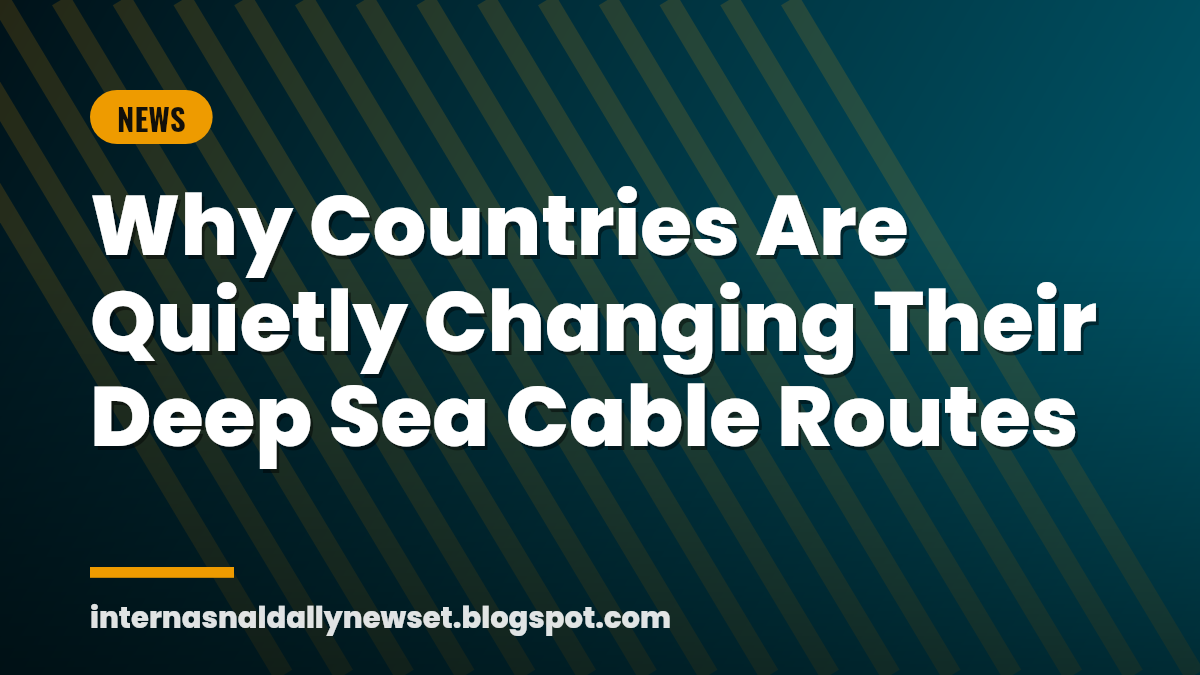 NEWS
Why Countries Are
Quietly Changing Their
Deep Sea Cable Routes
internasnaldallynewset.blogspot.com